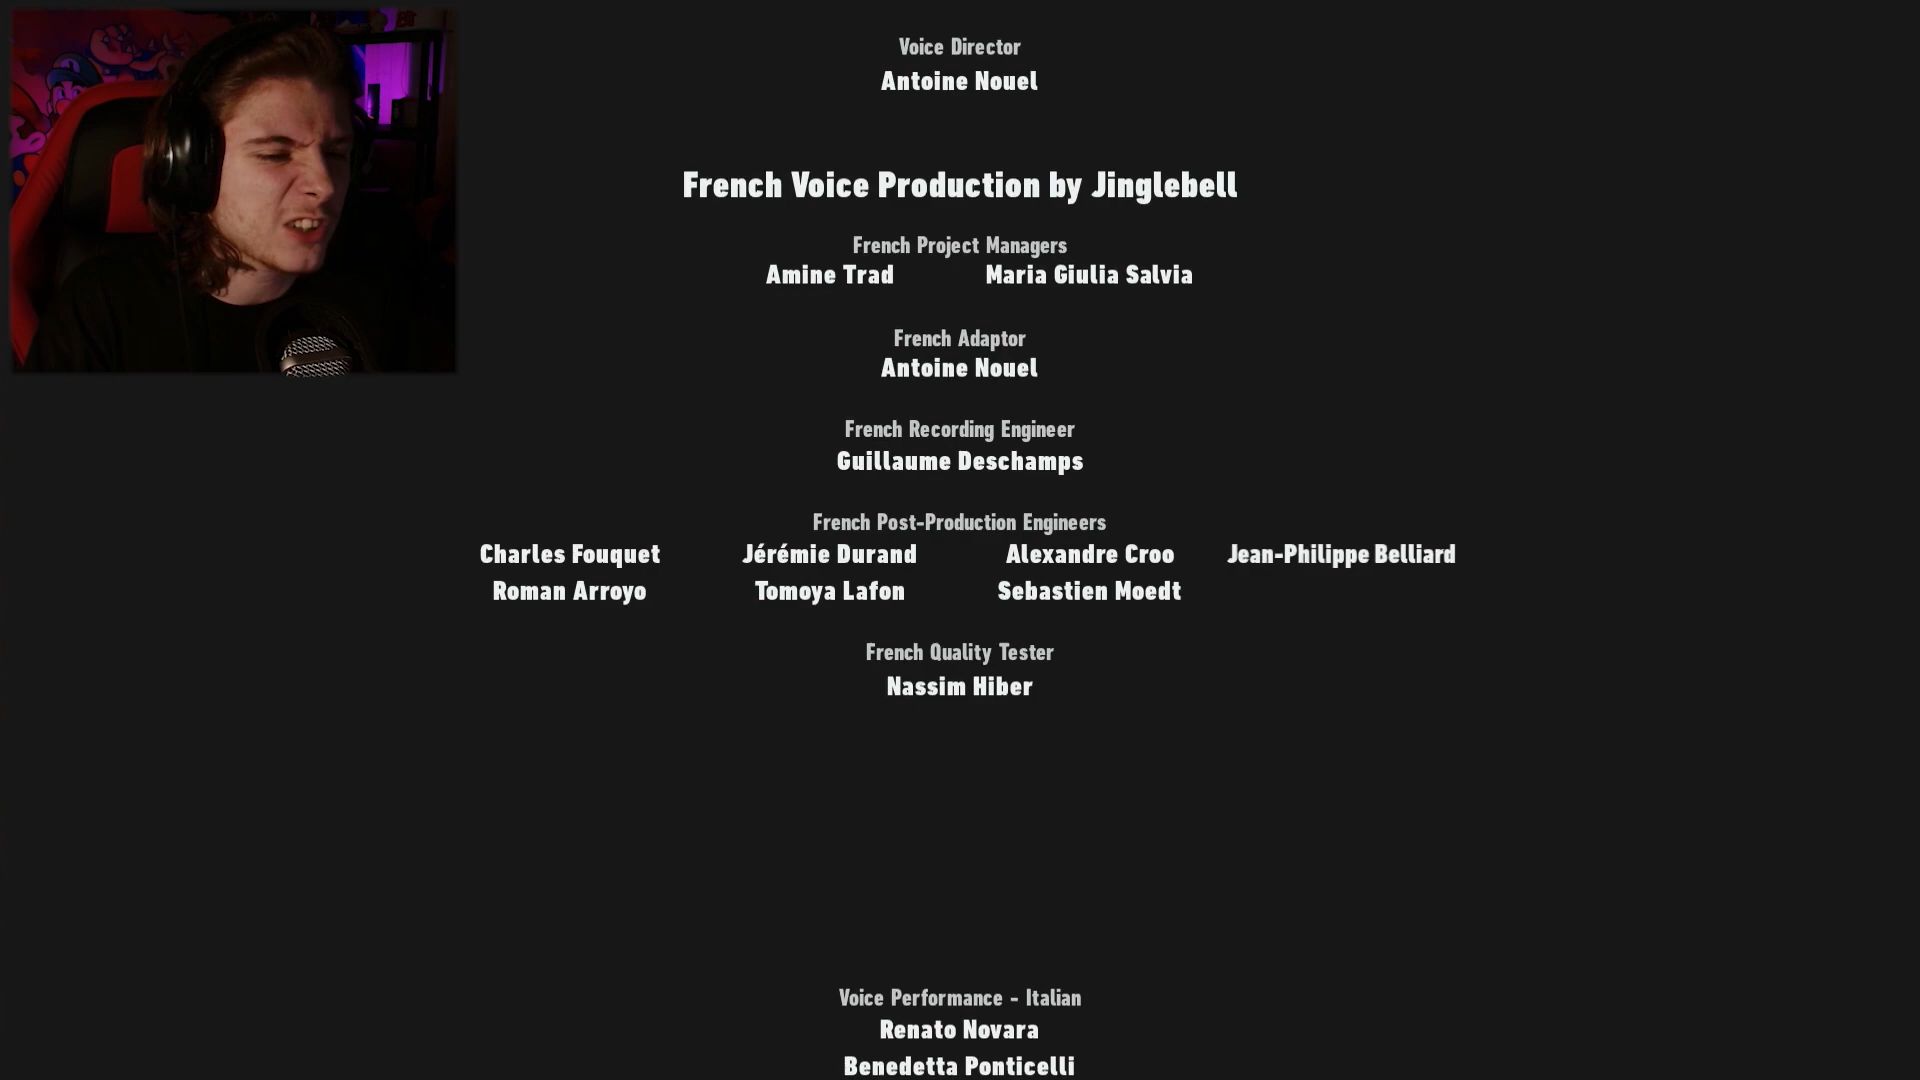 Voice Director
Antoine Nouel
French Voice Production by Jinglebell
French Project Managers
Amine Trad Maria Giulia Salvia
French Adaptor
Antoine Nouel
French Recording Engineer
Guillaume Deschamps
French Post-Production Engineers
Charles Fouquet Jérémie Durand Alexandre Croo Jean-Philippe Belliard
Roman Arroyo Tomoya Lafon Sebastien Moedt
French Quality Tester
Nassim Hiber
Voice Performance - Italian
Renato Novara
Benedetta Ponticelli